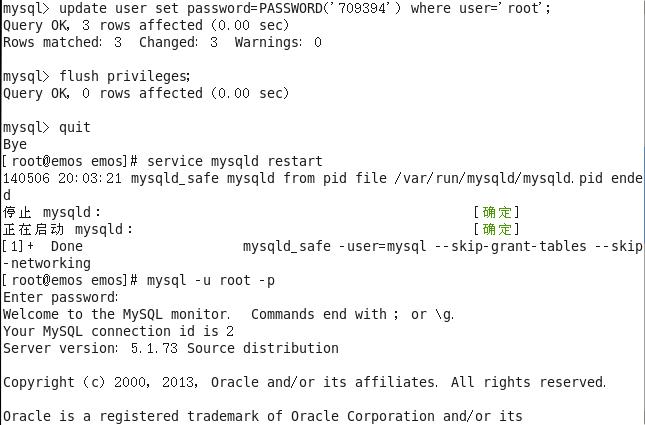 mysql> update user set password=PASSWORD('709394') where user='root';
Query OK, 3 rows affected (0.00 sec)
Rows matched: 3  Changed: 3  Warnings: 0
mysql> flush privileges;
Query OK, 0 rows affected (0.00 sec)
mysql> quit
Bye
[root@emos emos]# service mysqld restart
140506 20:03:21 mysqld_safe mysqld from pid file /var/run/mysqld/mysqld.pid ende
d
停止 mysqld：                                              [确定]
正在启动 mysqld：                                          [确定]
[1]+  Done                    mysqld_safe -user=mysql --skip-grant-tables --skip
-networking
[root@emos emos]# mysql -u root -p
Enter password:
Welcome to the MySQL monitor.  Commands end with ; or \g.
Your MySQL connection id is 2
Server version: 5.1.73 Source distribution
Copyright (c) 2000, 2013, Oracle and/or its affiliates. All rights reserved.
Oracle is a registered trademark of Oracle Corporation and/or its